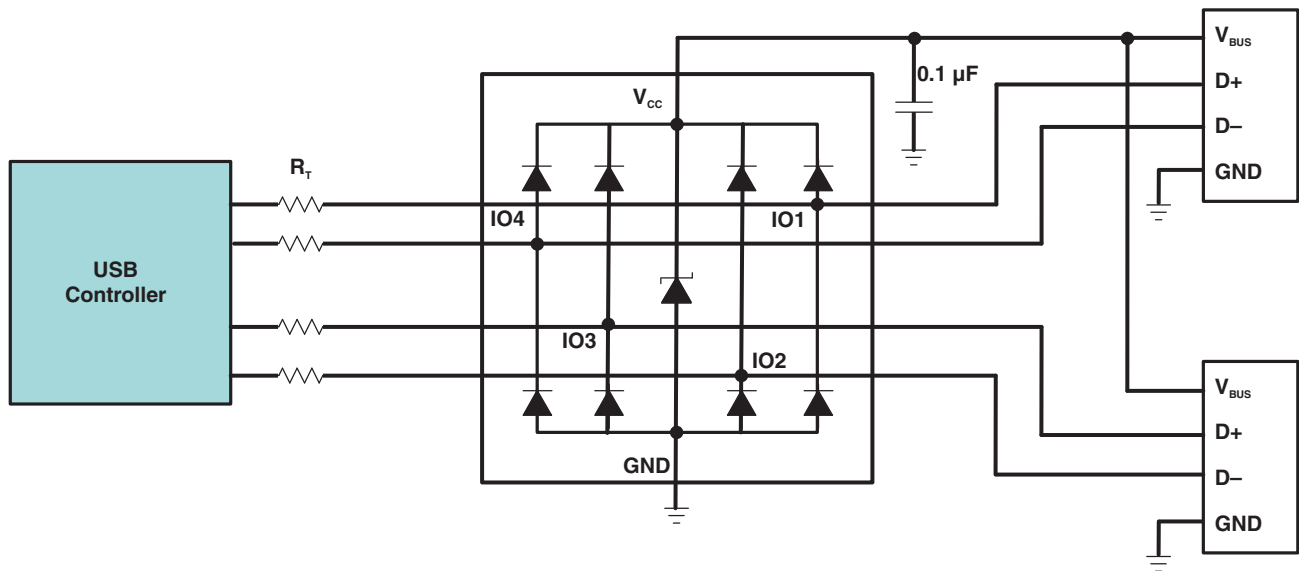 USB
Controller
R_T
V_CC
IO4
IO1
IO3
IO2
GND
0.1 µF
V_BUS
D+
D–
GND
V_BUS
D+
D–
GND